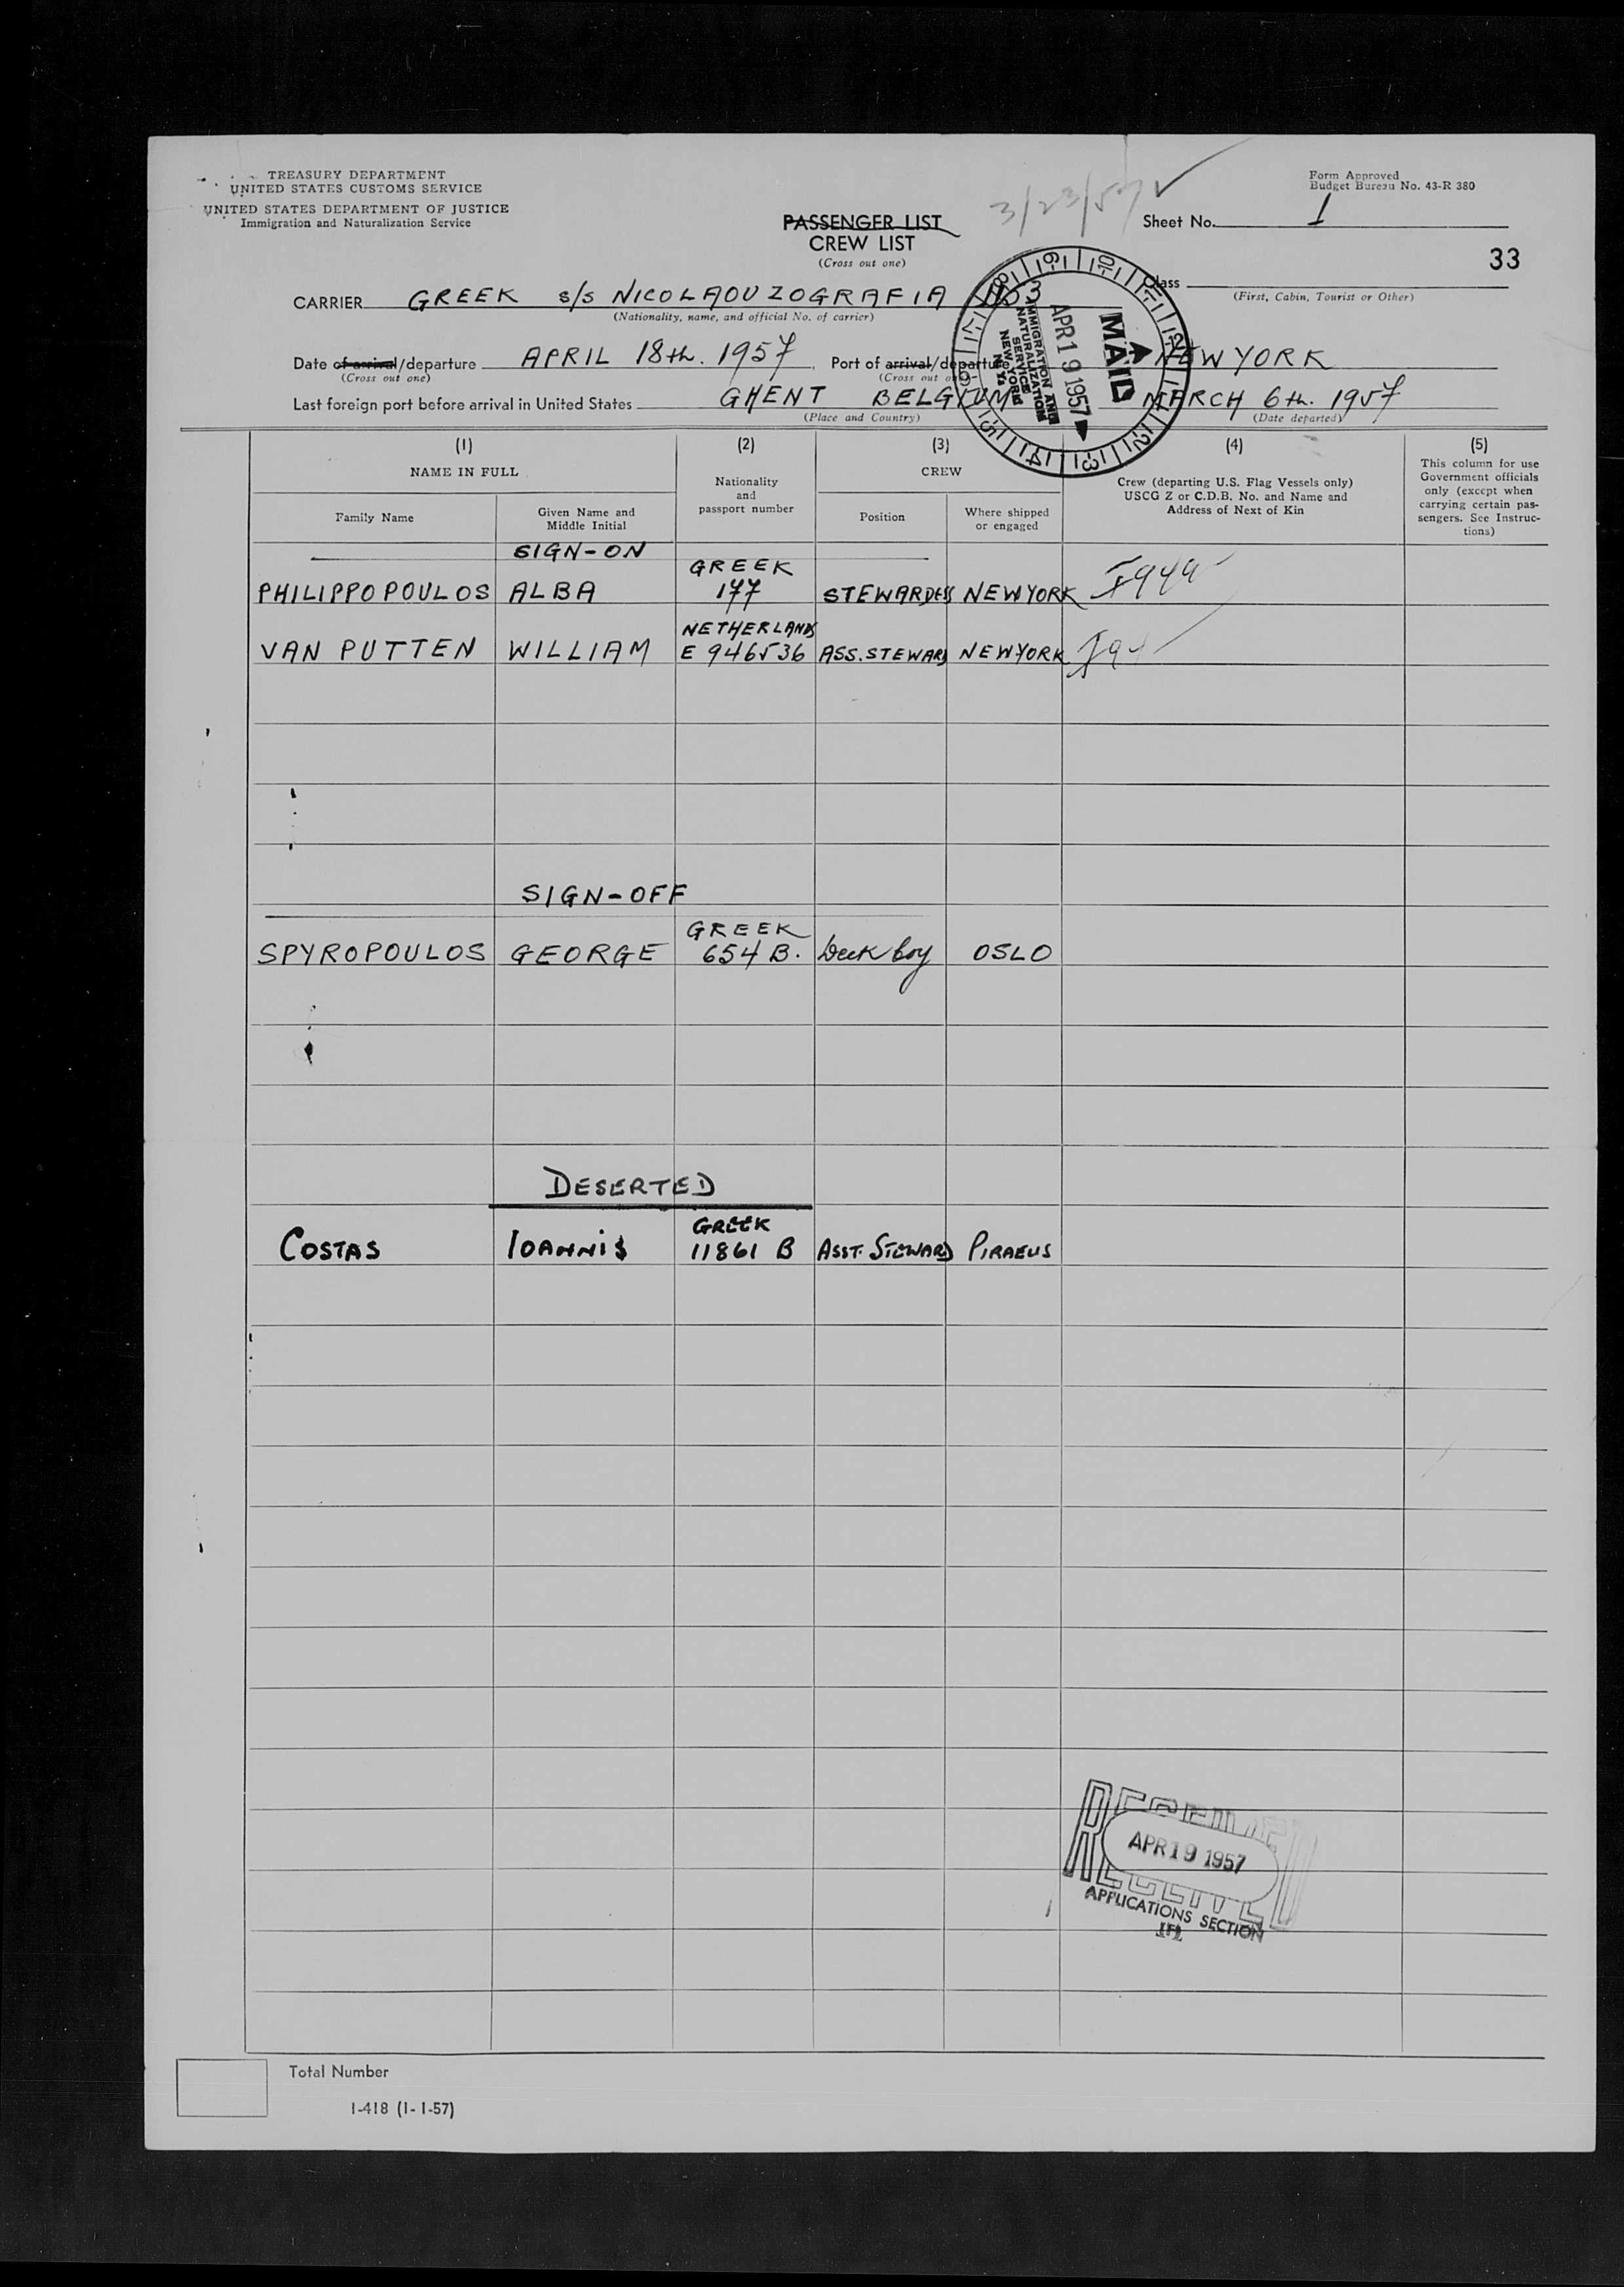 TREASURY DEPARTMENT
UNITED STATES CUSTOMS SERVICE
UNITED STATES DEPARTMENT OF JUSTICE
Immigration and Naturalization Service
PASSENGER LIST
CREW LIST
(Cross out one)
3/23/57
Form Approved
Budget Bureau No. 43-R 380
Sheet No. 1
33
CARRIER GREEK s/s NICOLAOU ZOGRAFIA
(Nationality, name, and official No. of carrier)
Class
(First, Cabin, Tourist or Other)
Date of arrival/departure APRIL 18th. 1957 Port of arrival/departure NEW YORK
(Cross out one) (Cross out one)
Last foreign port before arrival in United States GHENT BELGIUM MARCH 6th. 1957
(Place and Country) (Date departed)
MAID
APR 19 1957
IMMIGRATION AND
NATURALIZATION
SERVICE
NEW YORK
N.Y.
(1) (2) (3) (4) (5)
NAME IN FULL
Family Name
Given Name and
Middle Initial
Nationality
and
passport number
CREW
Position
Where shipped
or engaged
Crew (departing U.S. Flag Vessels only)
USCG Z or C.D.B. No. and Name and
Address of Next of Kin
This column for use
Government officials
only (except when
carrying certain pas-
sengers. See Instruc-
tions)
SIGN-ON
GREEK
PHILIPPOPOULOS ALBA 177 STEWARDESS NEWYORK
NETHERLANDS
VAN PUTTEN WILLIAM E 946536 ASS.STEWARD NEWYORK
SIGN-OFF
GREEK
SPYROPOULOS GEORGE 654 B. Deck boy OSLO
DESERTED
GREEK
COSTAS IOANNIS 11861 B ASST. STEWARD PIRAEUS
RECEIVED
APR 19 1957
APPLICATIONS SECTION
Total Number
I-418 (1-1-57)